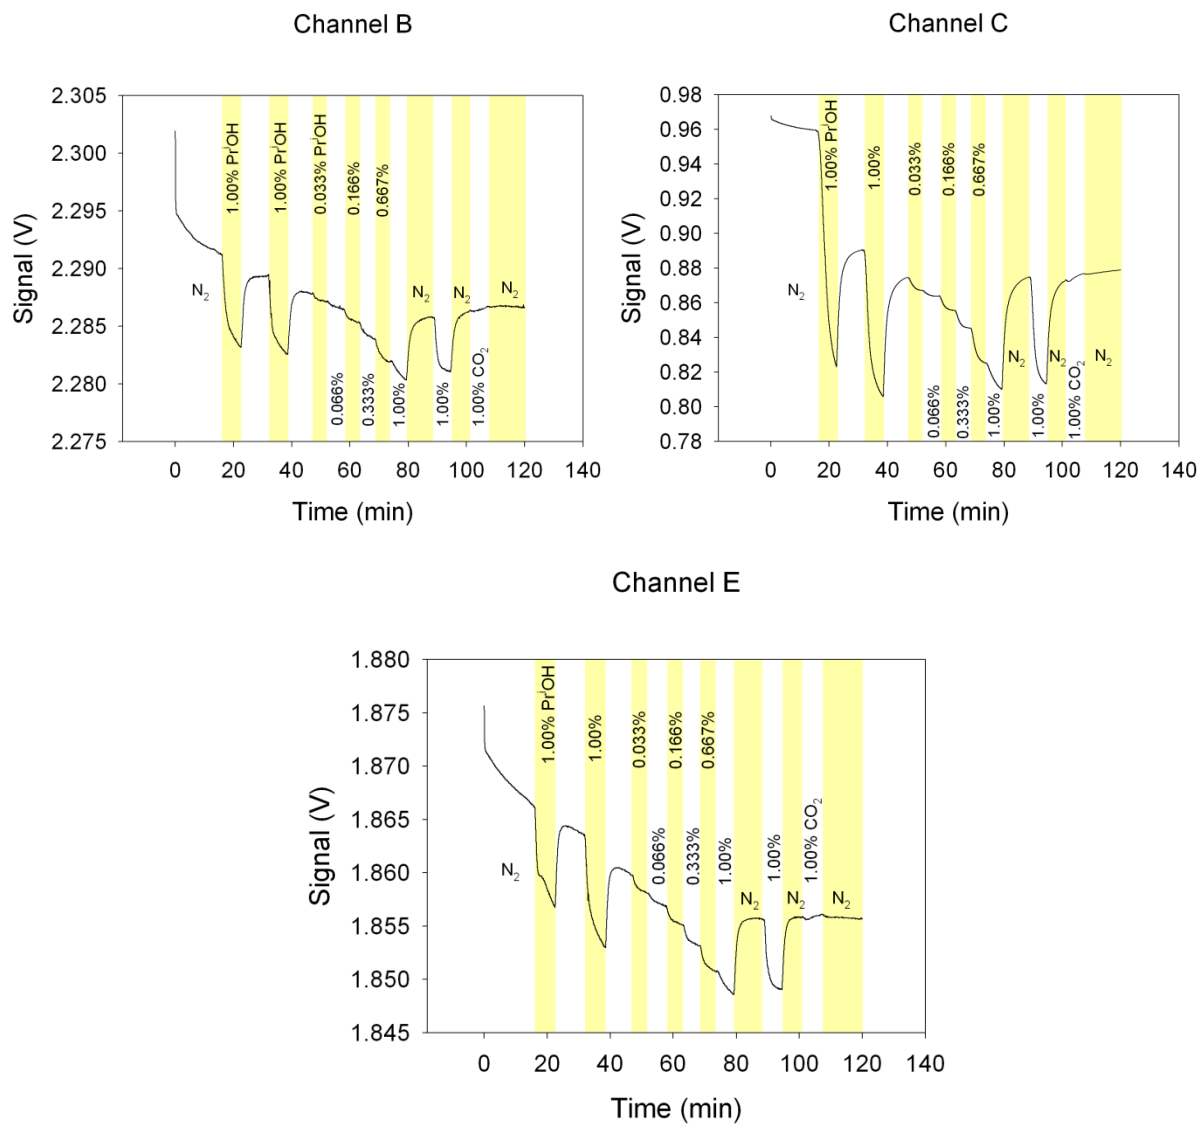 Channel B
Signal (V)
2.305
2.300
2.295
2.290
2.285
2.280
2.275
1.00% PrⁱOH
1.00% PrⁱOH
0.033% PrⁱOH
0.166%
0.667%
N₂
N₂
N₂
N₂
0.066%
0.333%
1.00%
1.00%
1.00% CO₂
0 20 40 60 80 100 120 140
Time (min)
Channel C
Signal (V)
0.98
0.96
0.94
0.92
0.90
0.88
0.86
0.84
0.82
0.80
0.78
1.00% PrⁱOH
1.00%
0.033%
0.166%
0.667%
N₂
N₂
N₂
N₂
0.066%
0.333%
1.00%
1.00%
1.00% CO₂
0 20 40 60 80 100 120 140
Time (min)
Channel E
Signal (V)
1.880
1.875
1.870
1.865
1.860
1.855
1.850
1.845
1.00% PrⁱOH
1.00%
0.033%
0.166%
0.667%
0.066%
0.333%
1.00%
1.00%
1.00% CO₂
N₂
N₂
N₂
N₂
0 20 40 60 80 100 120 140
Time (min)